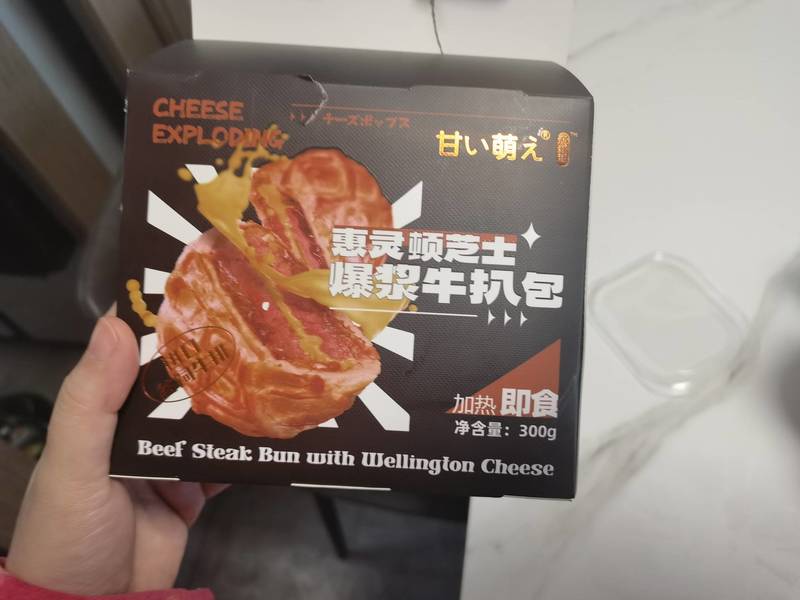 CHEESE
EXPLODING
チーズポップス
甘い萌え®
惠灵顿芝士
爆浆牛扒包
加热 即食
净含量：300g
Beef Steak Bun with Wellington Cheese